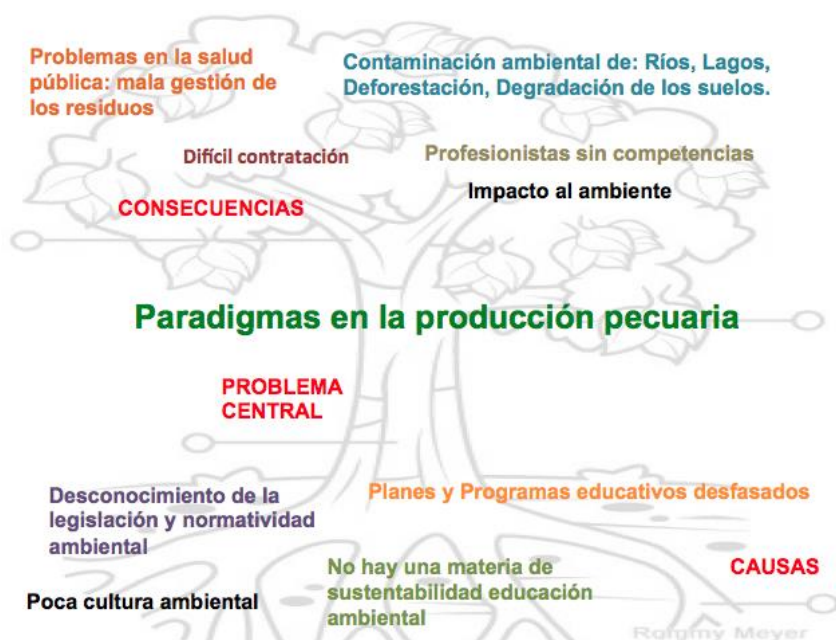 Problemas en la salud
pública: mala gestión de
los residuos
Contaminación ambiental de: Ríos, Lagos,
Deforestación, Degradación de los suelos.
Difícil contratación
Profesionistas sin competencias
Impacto al ambiente
CONSECUENCIAS
Paradigmas en la producción pecuaria
PROBLEMA
CENTRAL
Desconocimiento de la
legislación y normatividad
ambiental
Planes y Programas educativos desfasados
No hay una materia de
sustentabilidad educación
ambiental
CAUSAS
Poca cultura ambiental
Rommy Meyer